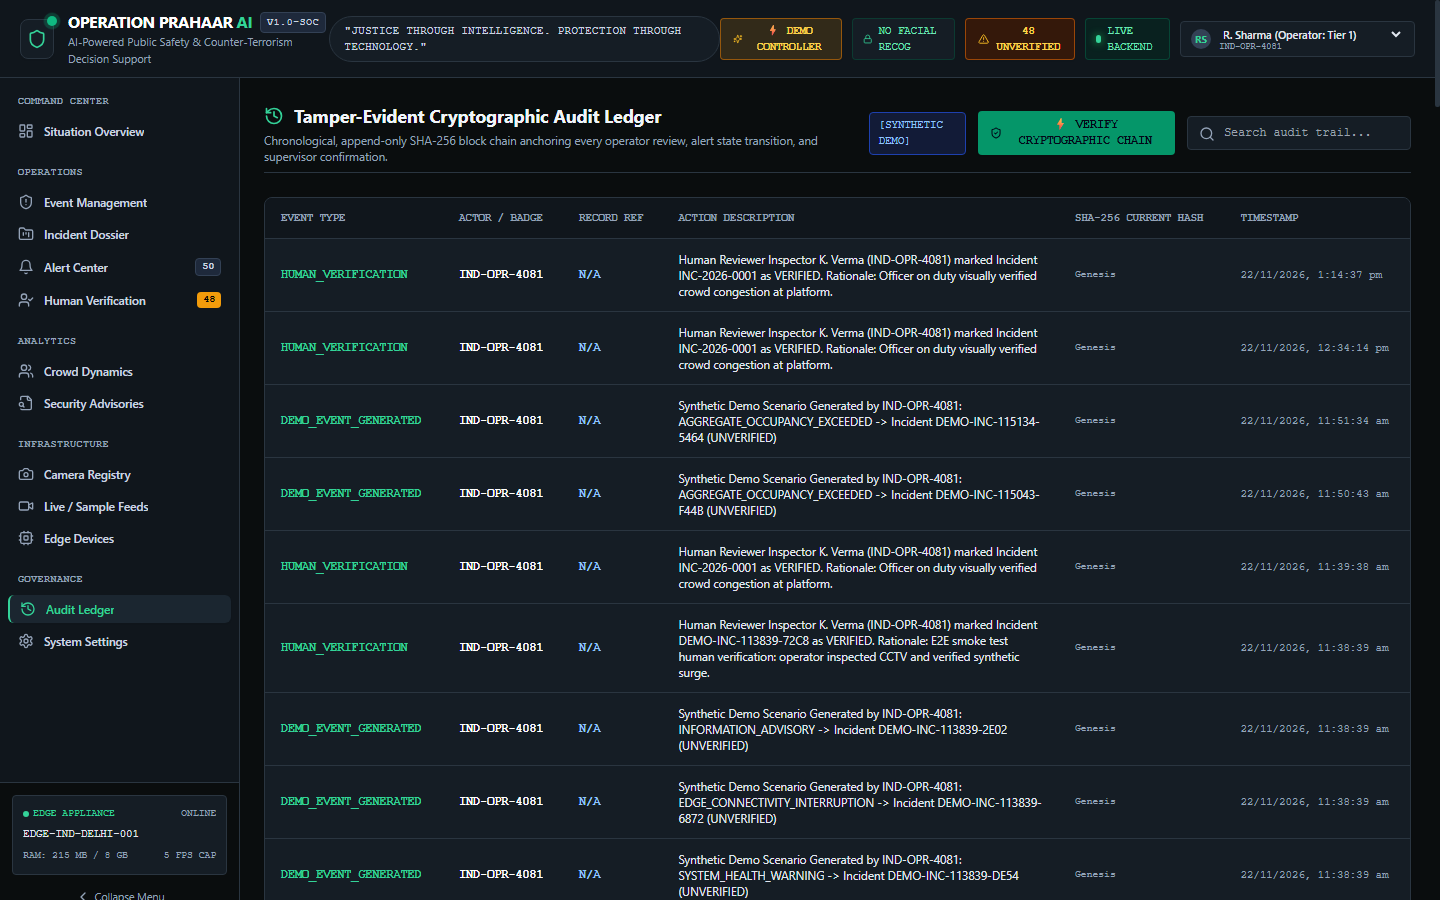 OPERATION PRAHAAR AI
V1.0-SOC
AI-Powered Public Safety & Counter-Terrorism
Decision Support
"JUSTICE THROUGH INTELLIGENCE. PROTECTION THROUGH
TECHNOLOGY."
DEMO
CONTROLLER
NO FACIAL
RECOG
48
UNVERIFIED
LIVE
BACKEND
RS
R. Sharma (Operator: Tier 1)
IND-OPR-4081
COMMAND CENTER
Situation Overview
OPERATIONS
Event Management
Incident Dossier
Alert Center
50
Human Verification
48
ANALYTICS
Crowd Dynamics
Security Advisories
INFRASTRUCTURE
Camera Registry
Live / Sample Feeds
Edge Devices
GOVERNANCE
Audit Ledger
System Settings
EDGE APPLIANCE
ONLINE
EDGE-IND-DELHI-001
RAM: 215 MB / 8 GB
5 FPS CAP
Collapse Menu
Tamper-Evident Cryptographic Audit Ledger
Chronological, append-only SHA-256 block chain anchoring every operator review, alert state transition, and
supervisor confirmation.
[SYNTHETIC
DEMO]
VERIFY
CRYPTOGRAPHIC CHAIN
Search audit trail...
EVENT TYPE
ACTOR / BADGE
RECORD REF
ACTION DESCRIPTION
SHA-256 CURRENT HASH
TIMESTAMP
HUMAN_VERIFICATION
IND-OPR-4081
N/A
Human Reviewer Inspector K. Verma (IND-OPR-4081) marked Incident
INC-2026-0001 as VERIFIED. Rationale: Officer on duty visually verified
crowd congestion at platform.
Genesis
22/11/2026, 1:14:37 pm
HUMAN_VERIFICATION
IND-OPR-4081
N/A
Human Reviewer Inspector K. Verma (IND-OPR-4081) marked Incident
INC-2026-0001 as VERIFIED. Rationale: Officer on duty visually verified
crowd congestion at platform.
Genesis
22/11/2026, 12:34:14 pm
DEMO_EVENT_GENERATED
IND-OPR-4081
N/A
Synthetic Demo Scenario Generated by IND-OPR-4081:
AGGREGATE_OCCUPANCY_EXCEEDED -> Incident DEMO-INC-115134-
5464 (UNVERIFIED)
Genesis
22/11/2026, 11:51:34 am
DEMO_EVENT_GENERATED
IND-OPR-4081
N/A
Synthetic Demo Scenario Generated by IND-OPR-4081:
AGGREGATE_OCCUPANCY_EXCEEDED -> Incident DEMO-INC-115043-
F44B (UNVERIFIED)
Genesis
22/11/2026, 11:50:43 am
HUMAN_VERIFICATION
IND-OPR-4081
N/A
Human Reviewer Inspector K. Verma (IND-OPR-4081) marked Incident
INC-2026-0001 as VERIFIED. Rationale: Officer on duty visually verified
crowd congestion at platform.
Genesis
22/11/2026, 11:39:38 am
HUMAN_VERIFICATION
IND-OPR-4081
N/A
Human Reviewer Inspector K. Verma (IND-OPR-4081) marked Incident
DEMO-INC-113839-72C8 as VERIFIED. Rationale: E2E smoke test
human verification: operator inspected CCTV and verified synthetic
surge.
Genesis
22/11/2026, 11:38:39 am
DEMO_EVENT_GENERATED
IND-OPR-4081
N/A
Synthetic Demo Scenario Generated by IND-OPR-4081:
INFORMATION_ADVISORY -> Incident DEMO-INC-113839-2E02
(UNVERIFIED)
Genesis
22/11/2026, 11:38:39 am
DEMO_EVENT_GENERATED
IND-OPR-4081
N/A
Synthetic Demo Scenario Generated by IND-OPR-4081:
EDGE_CONNECTIVITY_INTERRUPTION -> Incident DEMO-INC-113839-
6872 (UNVERIFIED)
Genesis
22/11/2026, 11:38:39 am
DEMO_EVENT_GENERATED
IND-OPR-4081
N/A
Synthetic Demo Scenario Generated by IND-OPR-4081:
SYSTEM_HEALTH_WARNING -> Incident DEMO-INC-113839-DE54
(UNVERIFIED)
Genesis
22/11/2026, 11:38:39 am